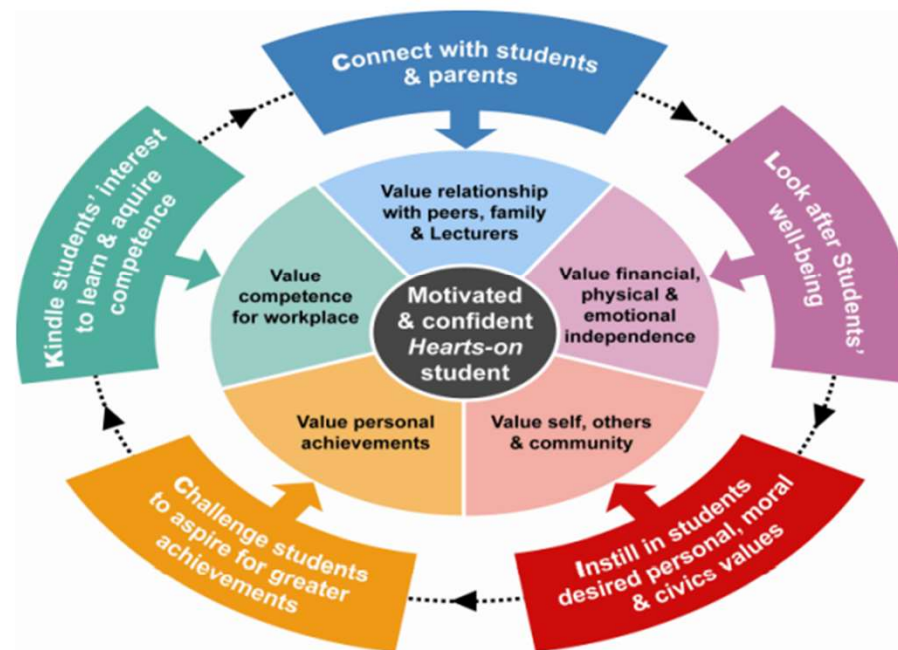 Connect with students
& parents
Look after Students'
well-being
Instill in students
desired personal, moral
& civics values
Challenge students
to aspire for greater
achievements
Kindle students' interest
to learn & aquire
competence
Value relationship
with peers, family
& Lecturers
Value financial,
physical &
emotional
independence
Value self, others
& community
Value personal
achievements
Value
competence
for workplace
Motivated
& confident
Hearts-on
student